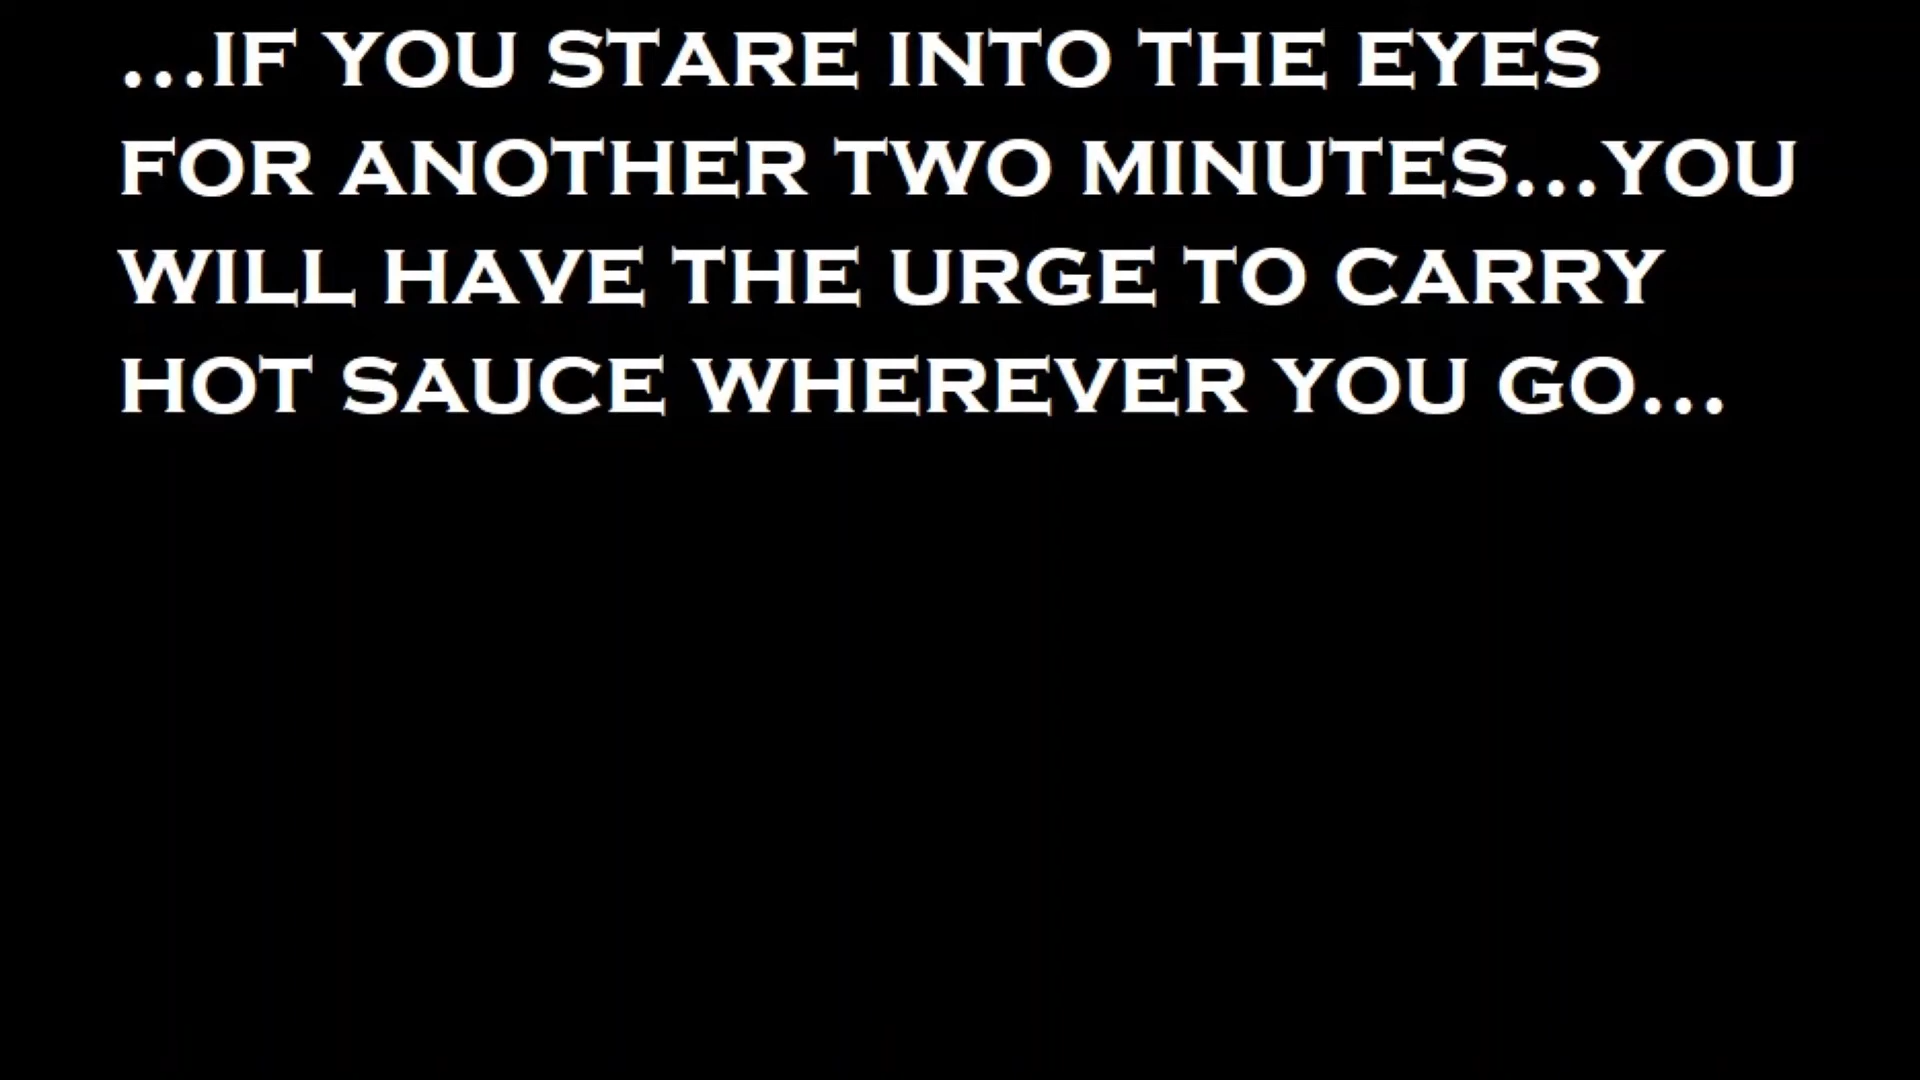 ...IF YOU STARE INTO THE EYES
FOR ANOTHER TWO MINUTES...YOU
WILL HAVE THE URGE TO CARRY
HOT SAUCE WHEREVER YOU GO...